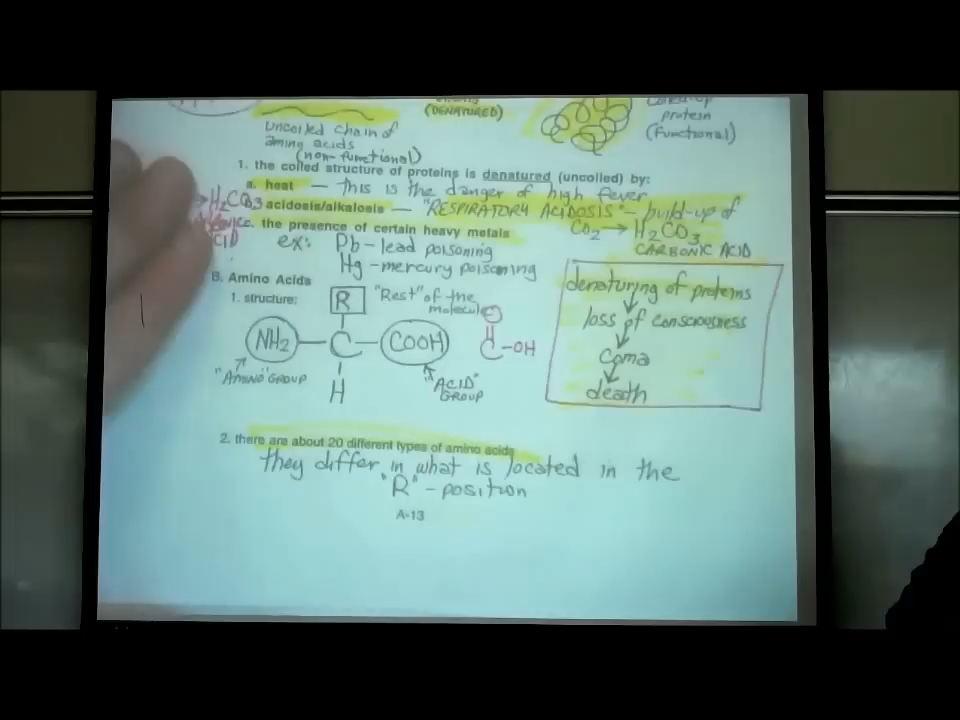 (DENATURED)
protein
(Functional)
uncoiled chain of
amino acids
(non-functional)
1. the coiled structure of proteins is denatured (uncoiled) by:
a. heat — this is the danger of high fever
H2CO3 acidosis/alkalosis — "RESPIRATORY ACIDOSIS" - build-up of
CO2 → H2CO3
CARBONIC ACID
c. the presence of certain heavy metals
ex: Pb - lead poisoning
Hg - mercury poisoning
B. Amino Acids
1. structure:
R "Rest" of the
molecule
NH2 — C — COOH
C - OH
"AMINO" GROUP
H
"ACID"
GROUP
denaturing of proteins
loss of consciousness
coma
death
2. there are about 20 different types of amino acids
they differ in what is located in the
"R" - position
A-13